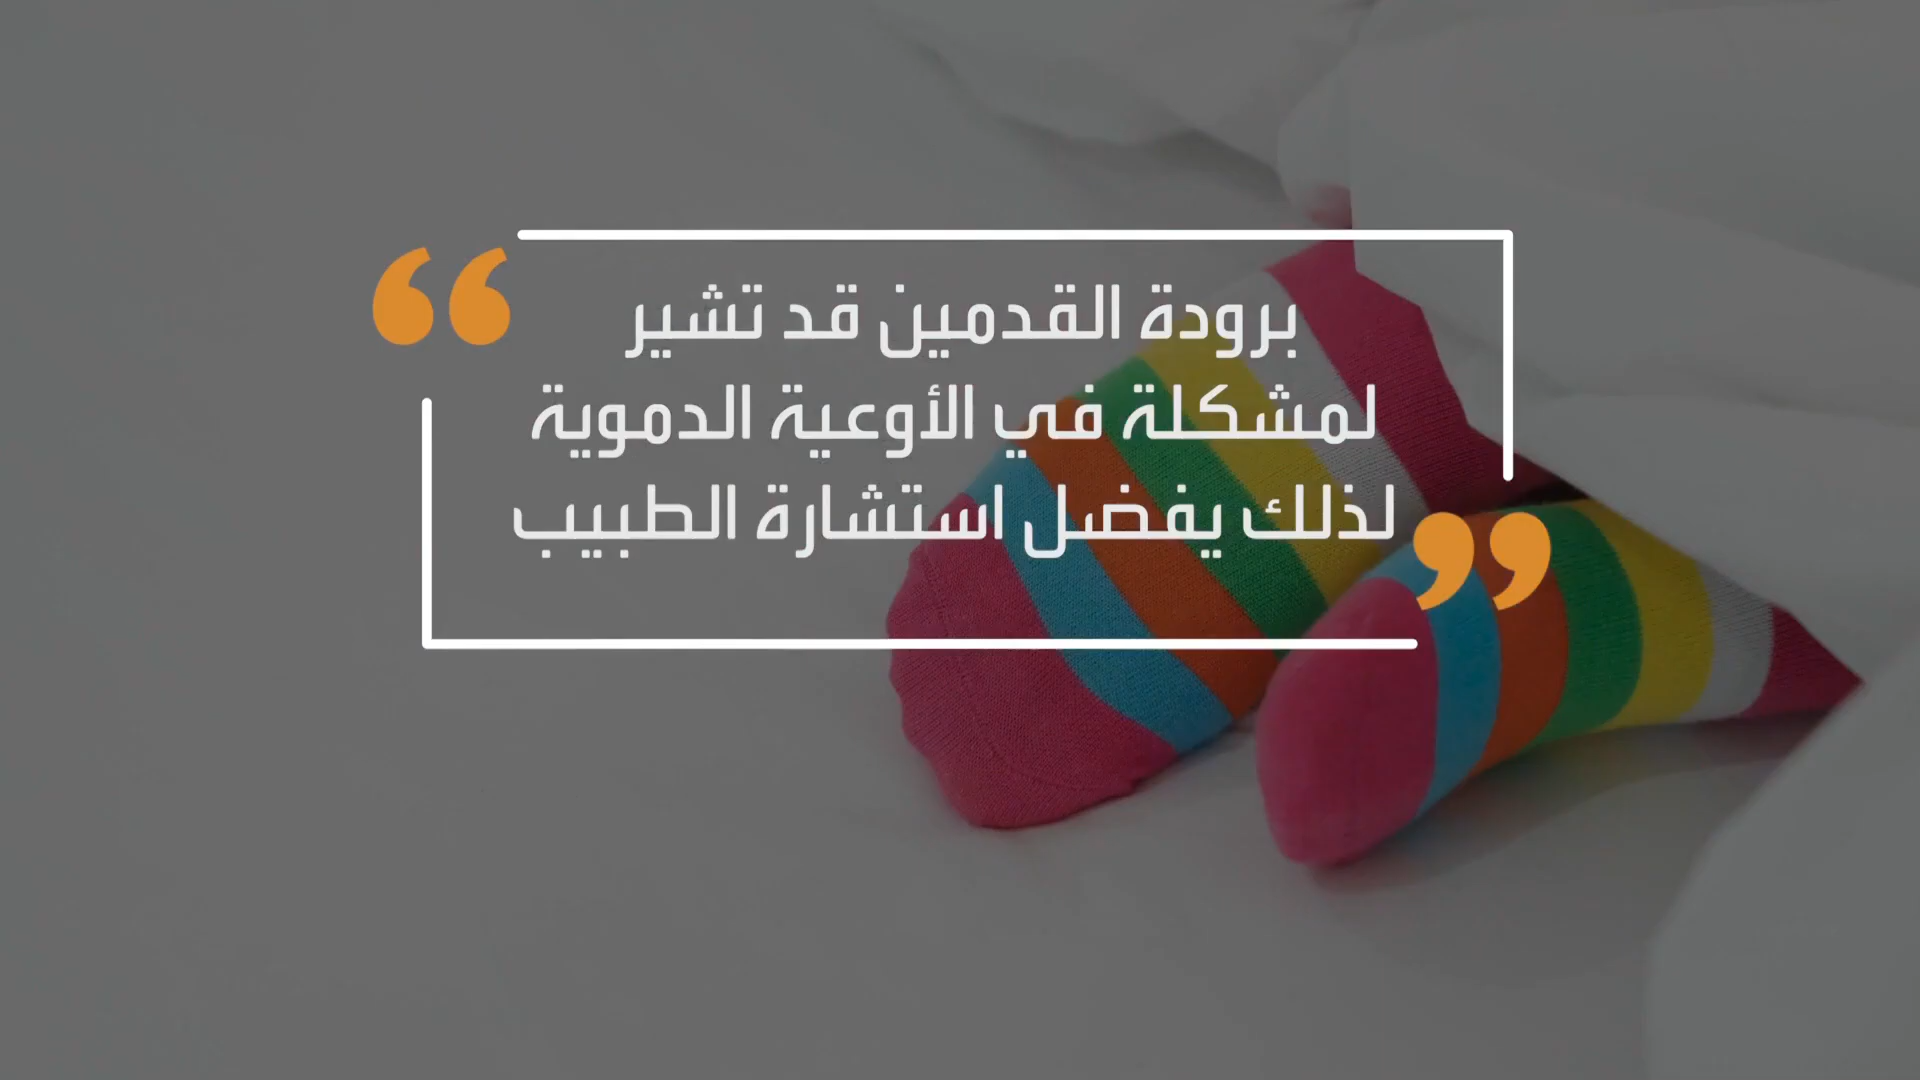 برودة القدمين قد تشير
لمشكلة في الأوعية الدموية
لذلك يفضل استشارة الطبيب